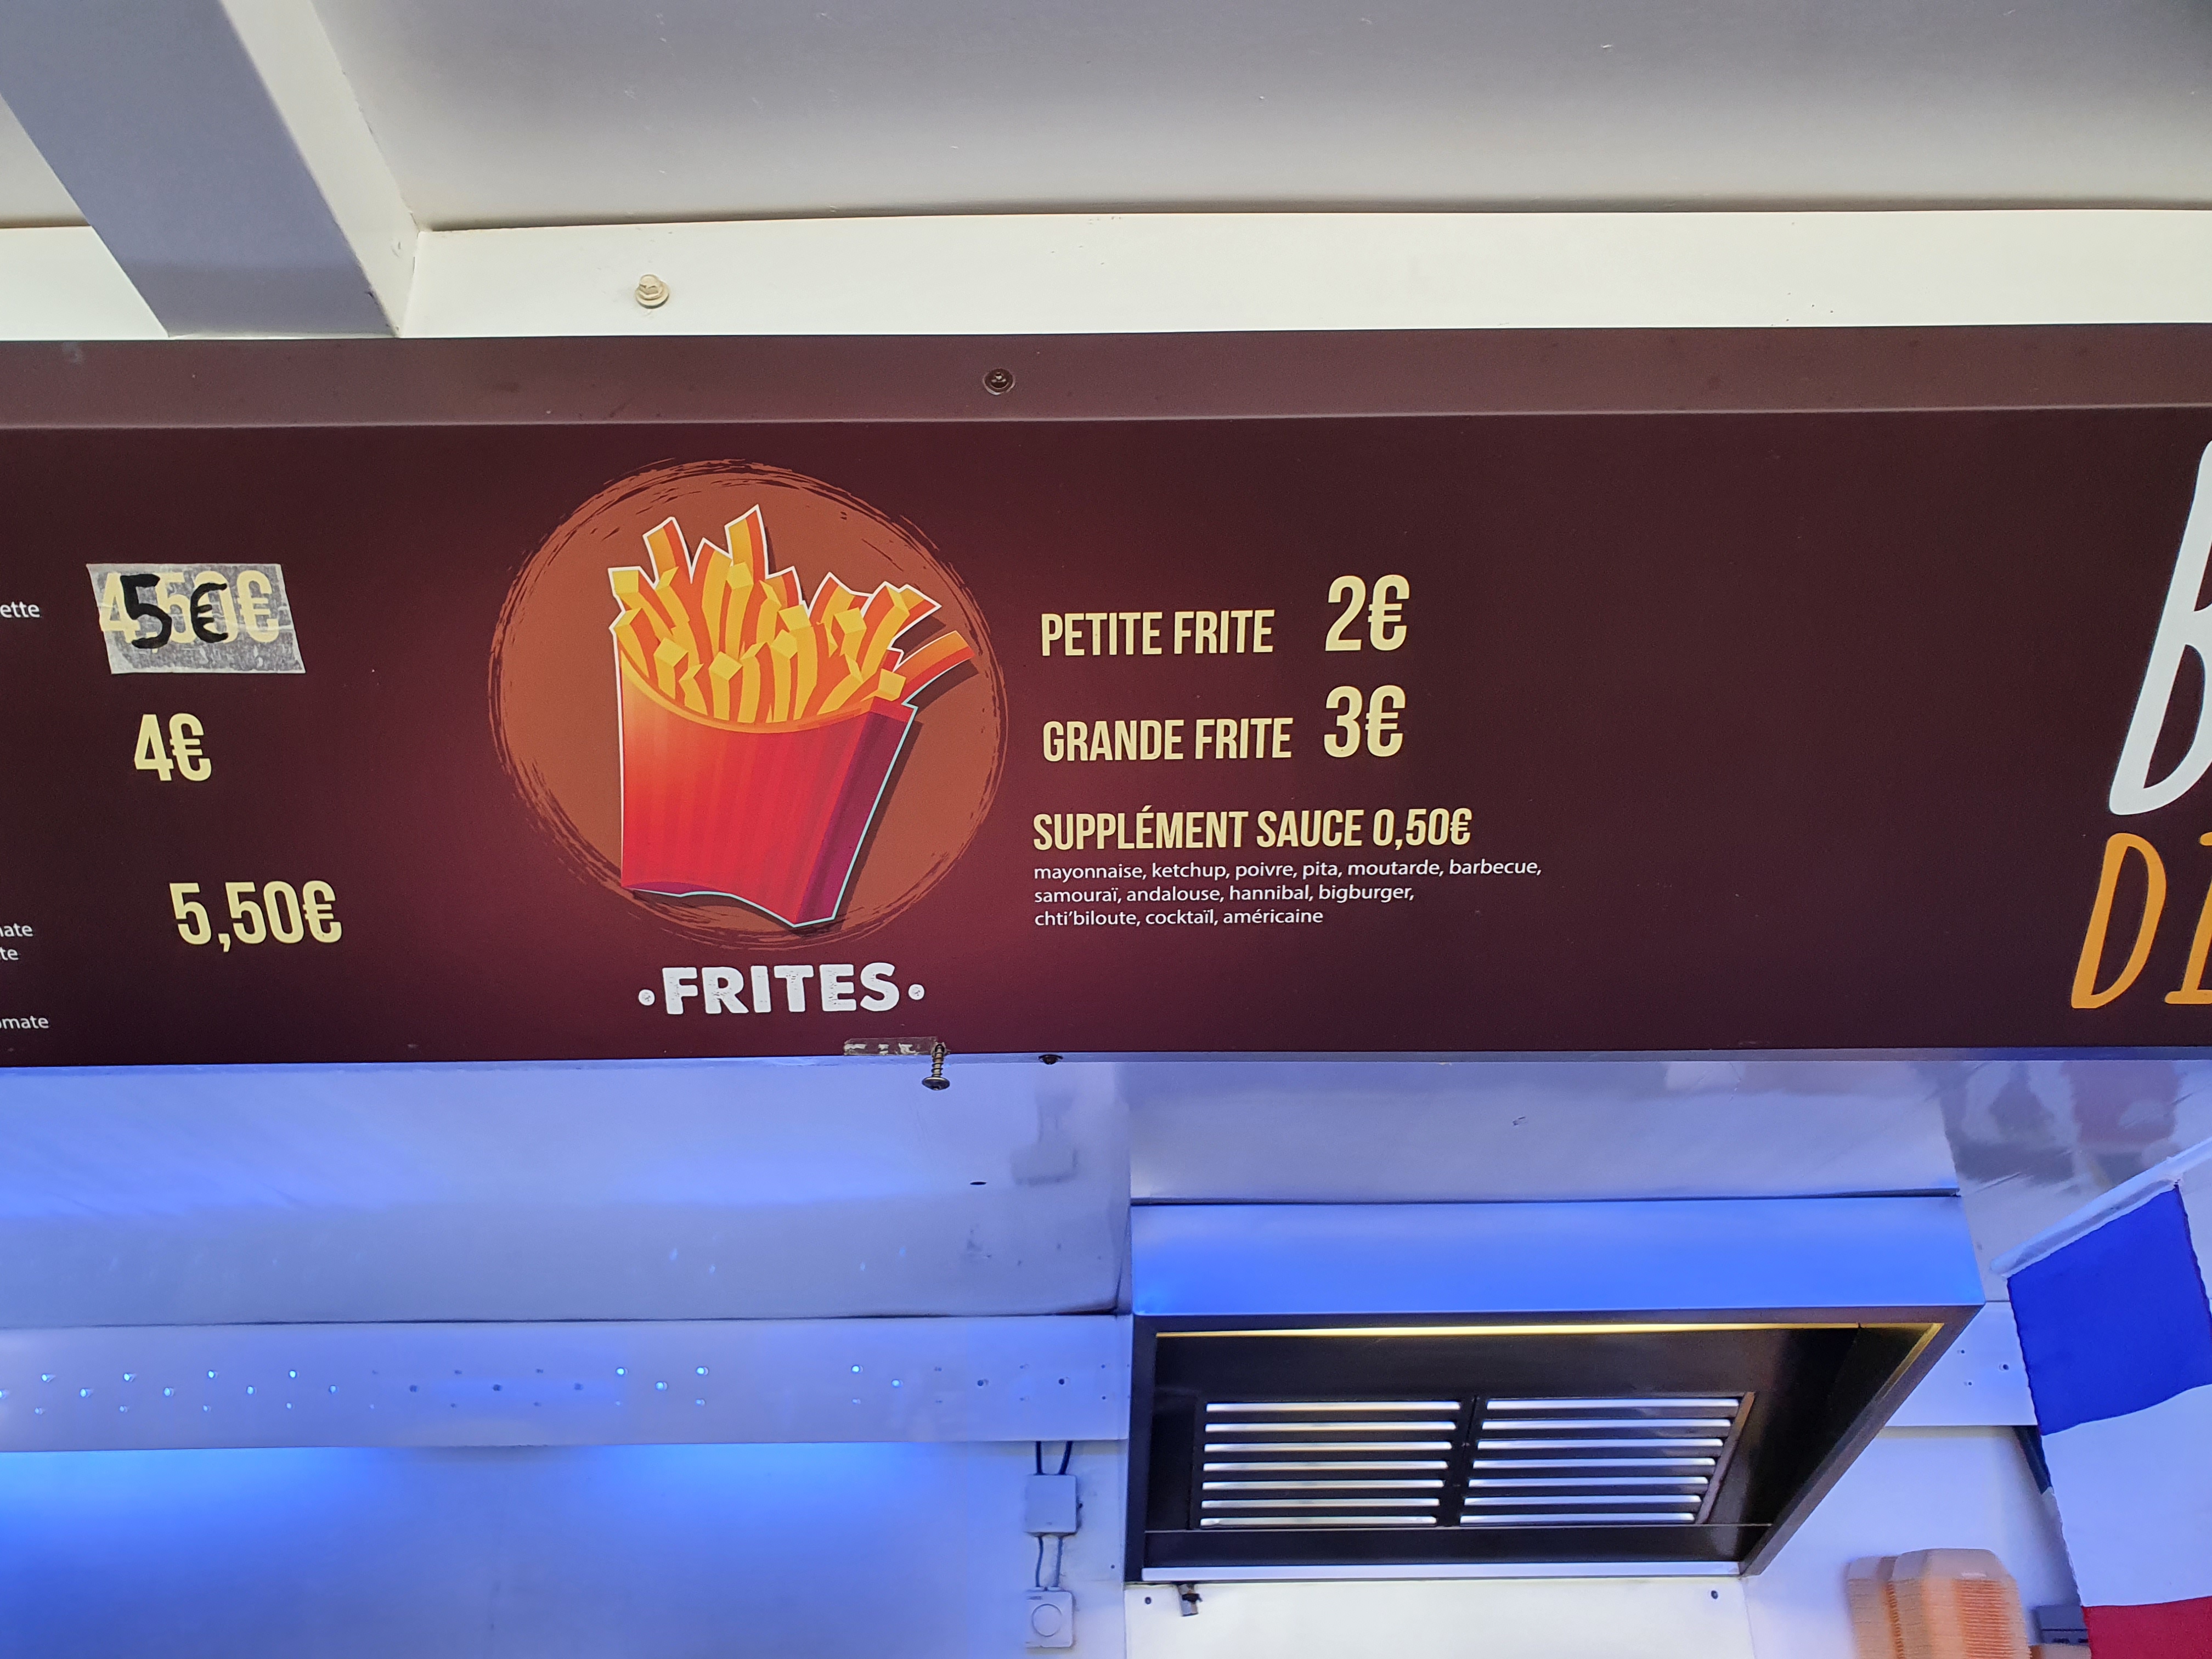 ette
5€
4€
5,50€
mate
te
omate
·FRITES·
PETITE FRITE 2€
GRANDE FRITE 3€
SUPPLÉMENT SAUCE 0,50€
mayonnaise, ketchup, poivre, pita, moutarde, barbecue,
samouraï, andalouse, hannibal, bigburger,
chti'biloute, cocktaïl, américaine